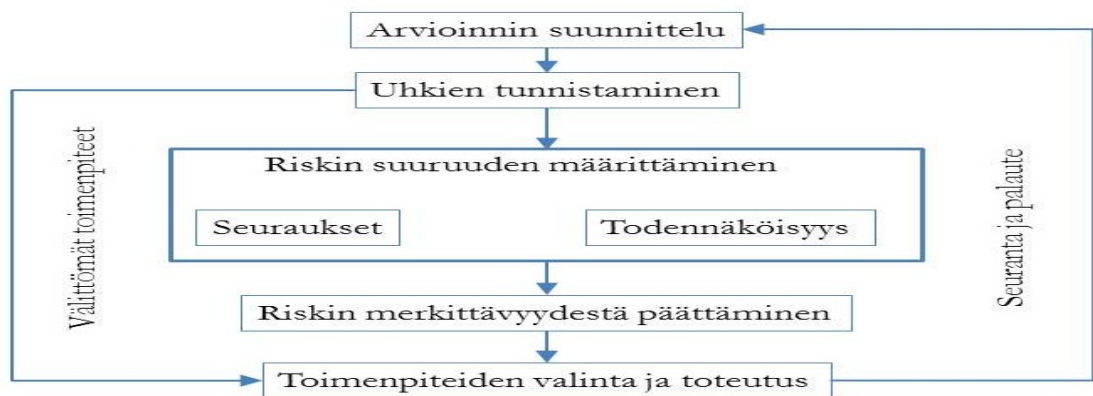 Arvioinnin suunnittelu
Uhkien tunnistaminen
Välittömät toimenpiteet
Riskin suuruuden määrittäminen
Seuraukset
Todennäköisyys
Seuranta ja palaute
Riskin merkittävyydestä päättäminen
Toimenpiteiden valinta ja toteutus